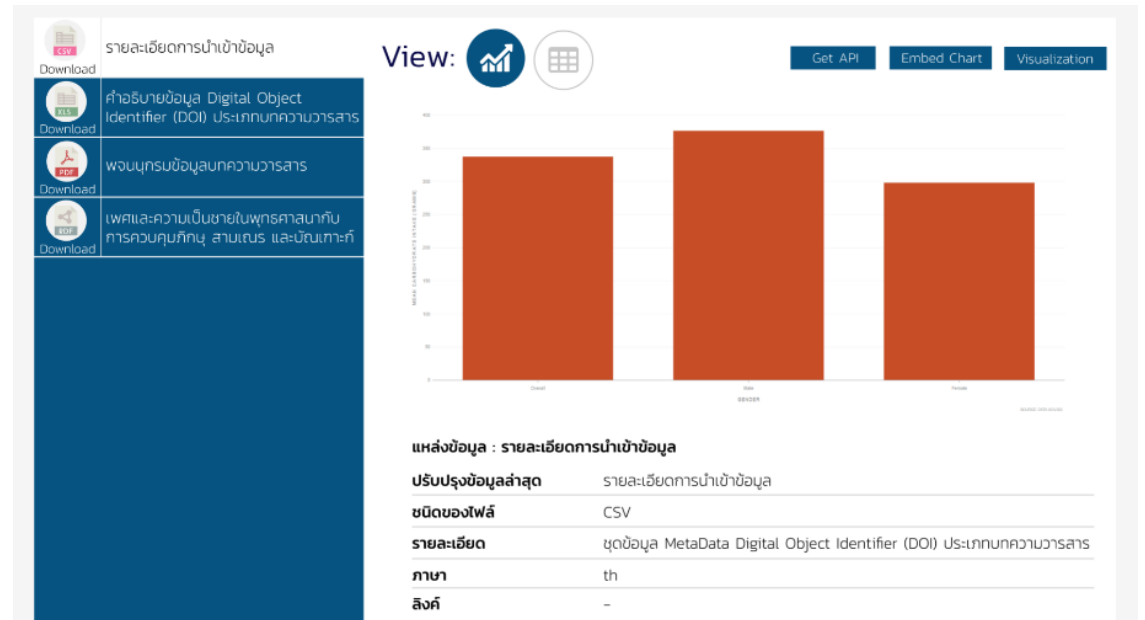 CSV
Download
รายละเอียดการนำเข้าข้อมูล
XLS
Download
คำอธิบายข้อมูล Digital Object
Identifier (DOI) ประเภทบทความวารสาร
PDF
Download
พจนนุกรมข้อมูลบทความวารสาร
RDF
Download
เพศและความเป็นชายในพุทธศาสนากับ
การควบคุมภิกษุ สามเณร และบัณเฑาะก์
View:
Get API
Embed Chart
Visualization
MEAN CARBOHYDRATE INTAKE (GRAMS)
Overall
Male
Female
GENDER
แหล่งข้อมูล : รายละเอียดการนำเข้าข้อมูล
ปรับปรุงข้อมูลล่าสุด รายละเอียดการนำเข้าข้อมูล
ชนิดของไฟล์ CSV
รายละเอียด ชุดข้อมูล MetaData Digital Object Identifier (DOI) ประเภทบทความวารสาร
ภาษา th
ลิงค์ -